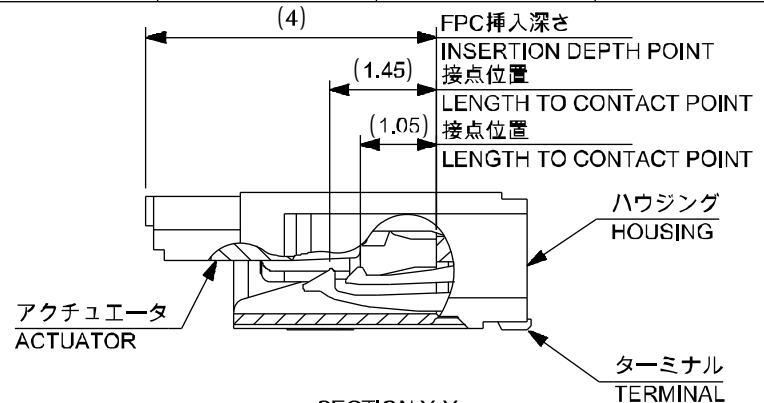 (4)
FPC挿入深さ
INSERTION DEPTH POINT
(1.45)
接点位置
LENGTH TO CONTACT POINT
(1.05)
接点位置
LENGTH TO CONTACT POINT
ハウジング
HOUSING
アクチュエータ
ACTUATOR
ターミナル
TERMINAL